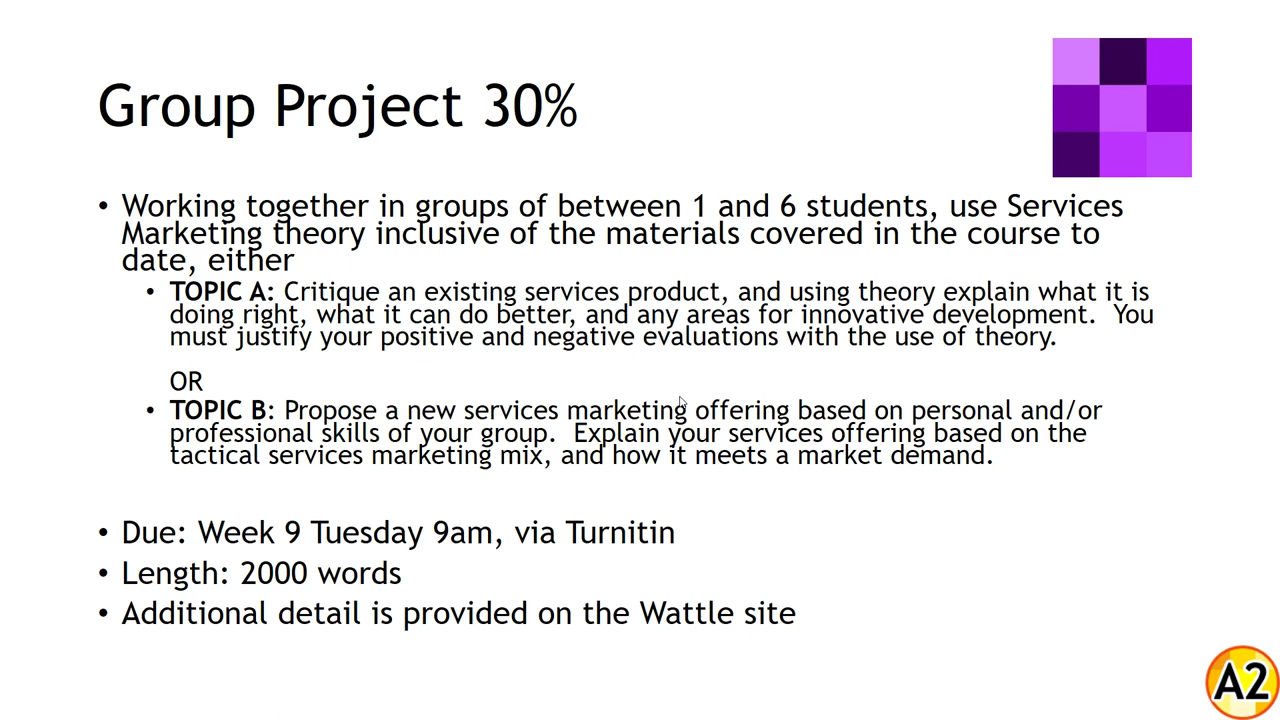 Group Project 30%
• Working together in groups of between 1 and 6 students, use Services
Marketing theory inclusive of the materials covered in the course to
date, either
• TOPIC A: Critique an existing services product, and using theory explain what it is
doing right, what it can do better, and any areas for innovative development.  You
must justify your positive and negative evaluations with the use of theory.
OR
• TOPIC B: Propose a new services marketing offering based on personal and/or
professional skills of your group.  Explain your services offering based on the
tactical services marketing mix, and how it meets a market demand.
• Due: Week 9 Tuesday 9am, via Turnitin
• Length: 2000 words
• Additional detail is provided on the Wattle site
A2